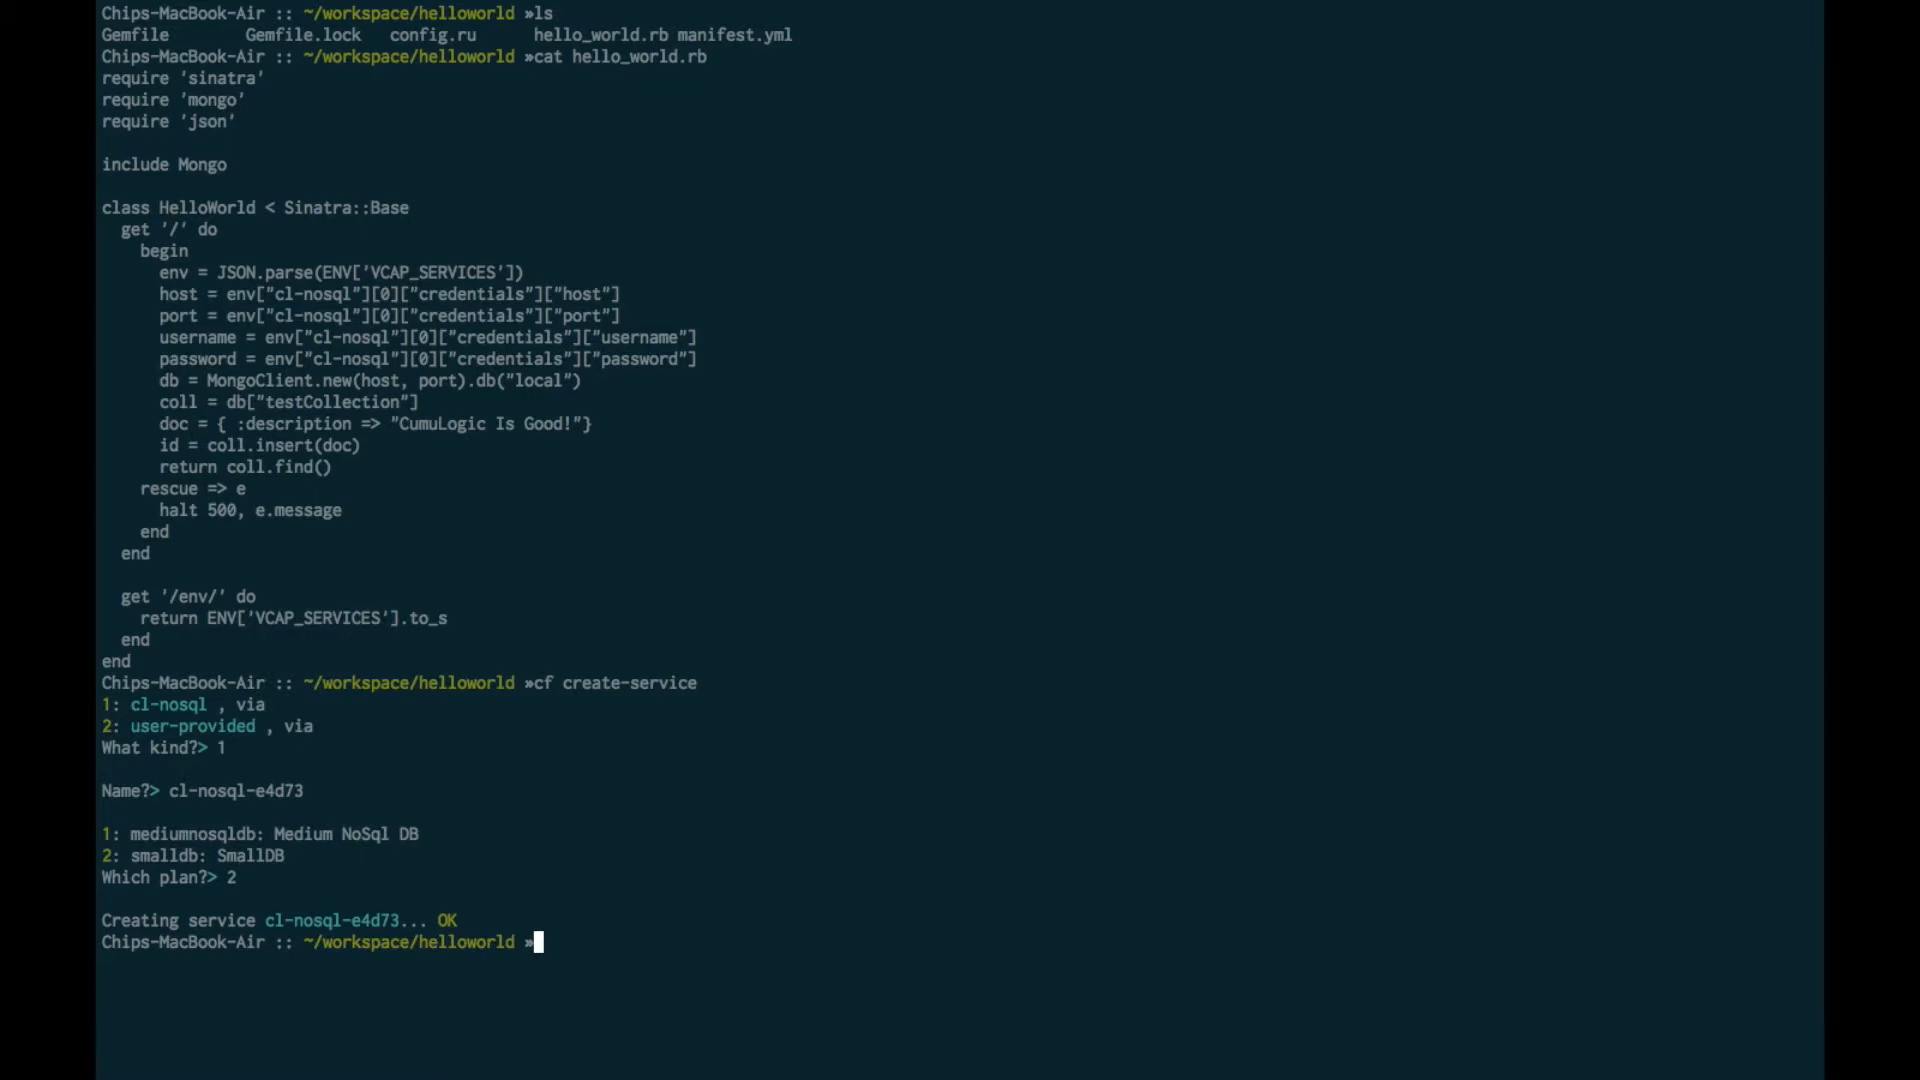 Chips-MacBook-Air :: ~/workspace/helloworld »ls
Gemfile        Gemfile.lock   config.ru      hello_world.rb manifest.yml
Chips-MacBook-Air :: ~/workspace/helloworld »cat hello_world.rb
require 'sinatra'
require 'mongo'
require 'json'

include Mongo

class HelloWorld < Sinatra::Base
  get '/' do
    begin
      env = JSON.parse(ENV['VCAP_SERVICES'])
      host = env["cl-nosql"][0]["credentials"]["host"]
      port = env["cl-nosql"][0]["credentials"]["port"]
      username = env["cl-nosql"][0]["credentials"]["username"]
      password = env["cl-nosql"][0]["credentials"]["password"]
      db = MongoClient.new(host, port).db("local")
      coll = db["testCollection"]
      doc = { :description => "CumuLogic Is Good!"}
      id = coll.insert(doc)
      return coll.find()
    rescue => e
      halt 500, e.message
    end
  end

  get '/env/' do
    return ENV['VCAP_SERVICES'].to_s
  end
end
Chips-MacBook-Air :: ~/workspace/helloworld »cf create-service
1: cl-nosql , via
2: user-provided , via
What kind?> 1

Name?> cl-nosql-e4d73

1: mediumnosqldb: Medium NoSql DB
2: smalldb: SmallDB
Which plan?> 2

Creating service cl-nosql-e4d73... OK
Chips-MacBook-Air :: ~/workspace/helloworld »